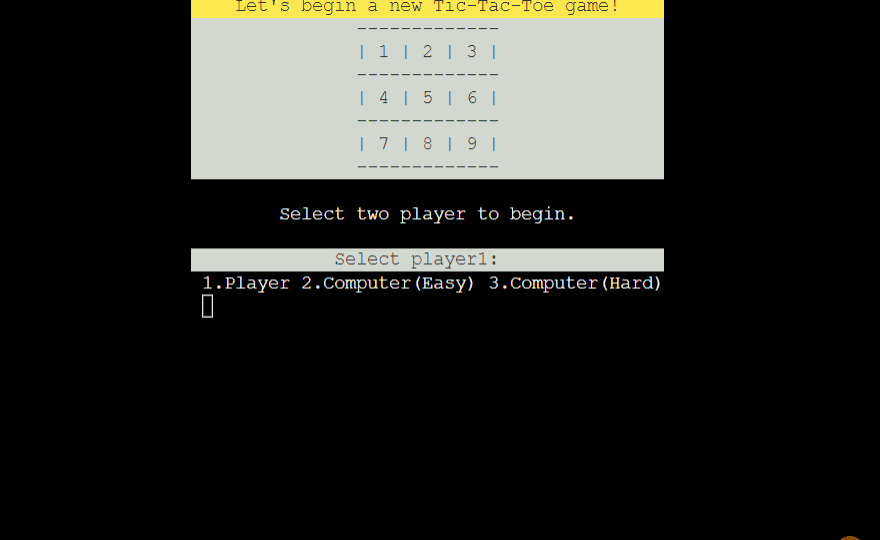 Let's begin a new Tic-Tac-Toe game!
-------------
| 1 | 2 | 3 |
-------------
| 4 | 5 | 6 |
-------------
| 7 | 8 | 9 |
-------------
Select two player to begin.
Select player1:
1.Player 2.Computer(Easy) 3.Computer(Hard)